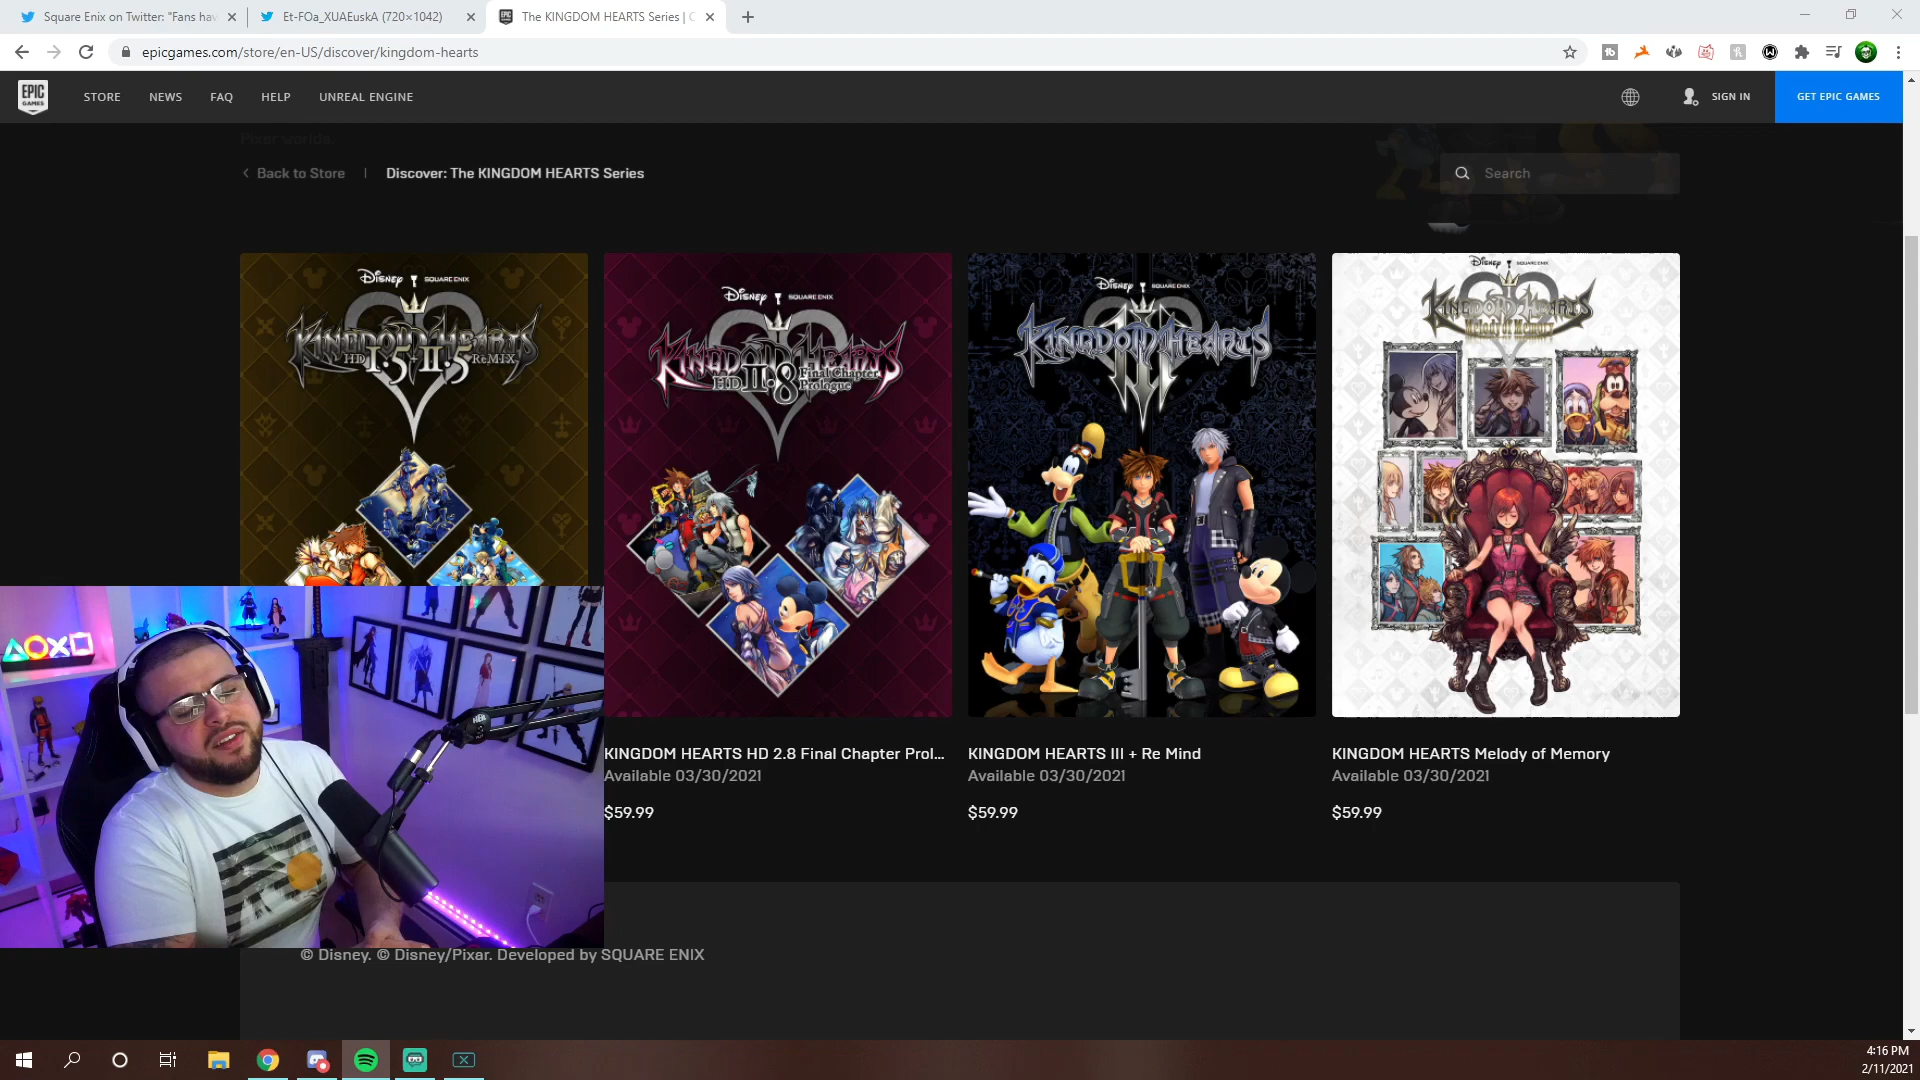 Square Enix on Twitter: "Fans hav
Et-FOa_XUAEuskA (720×1042)
The KINGDOM HEARTS Series | C
epicgames.com/store/en-US/discover/kingdom-hearts
EPIC GAMES
STORE
NEWS
FAQ
HELP
UNREAL ENGINE
SIGN IN
GET EPIC GAMES
Pixar worlds.
Back to Store
Discover: The KINGDOM HEARTS Series
Search
Disney SQUARE ENIX
KINGDOM HEARTS
HD I.5+II.5 ReMIX
Disney SQUARE ENIX
KINGDOM HEARTS
HD II.8 Final Chapter Prologue
Disney SQUARE ENIX
KINGDOM HEARTS
III
Disney SQUARE ENIX
KINGDOM HEARTS
Melody of Memory
KINGDOM HEARTS HD 2.8 Final Chapter Prol...
Available 03/30/2021
$59.99
KINGDOM HEARTS III + Re Mind
Available 03/30/2021
$59.99
KINGDOM HEARTS Melody of Memory
Available 03/30/2021
$59.99
© Disney. © Disney/Pixar. Developed by SQUARE ENIX
4:16 PM
2/11/2021